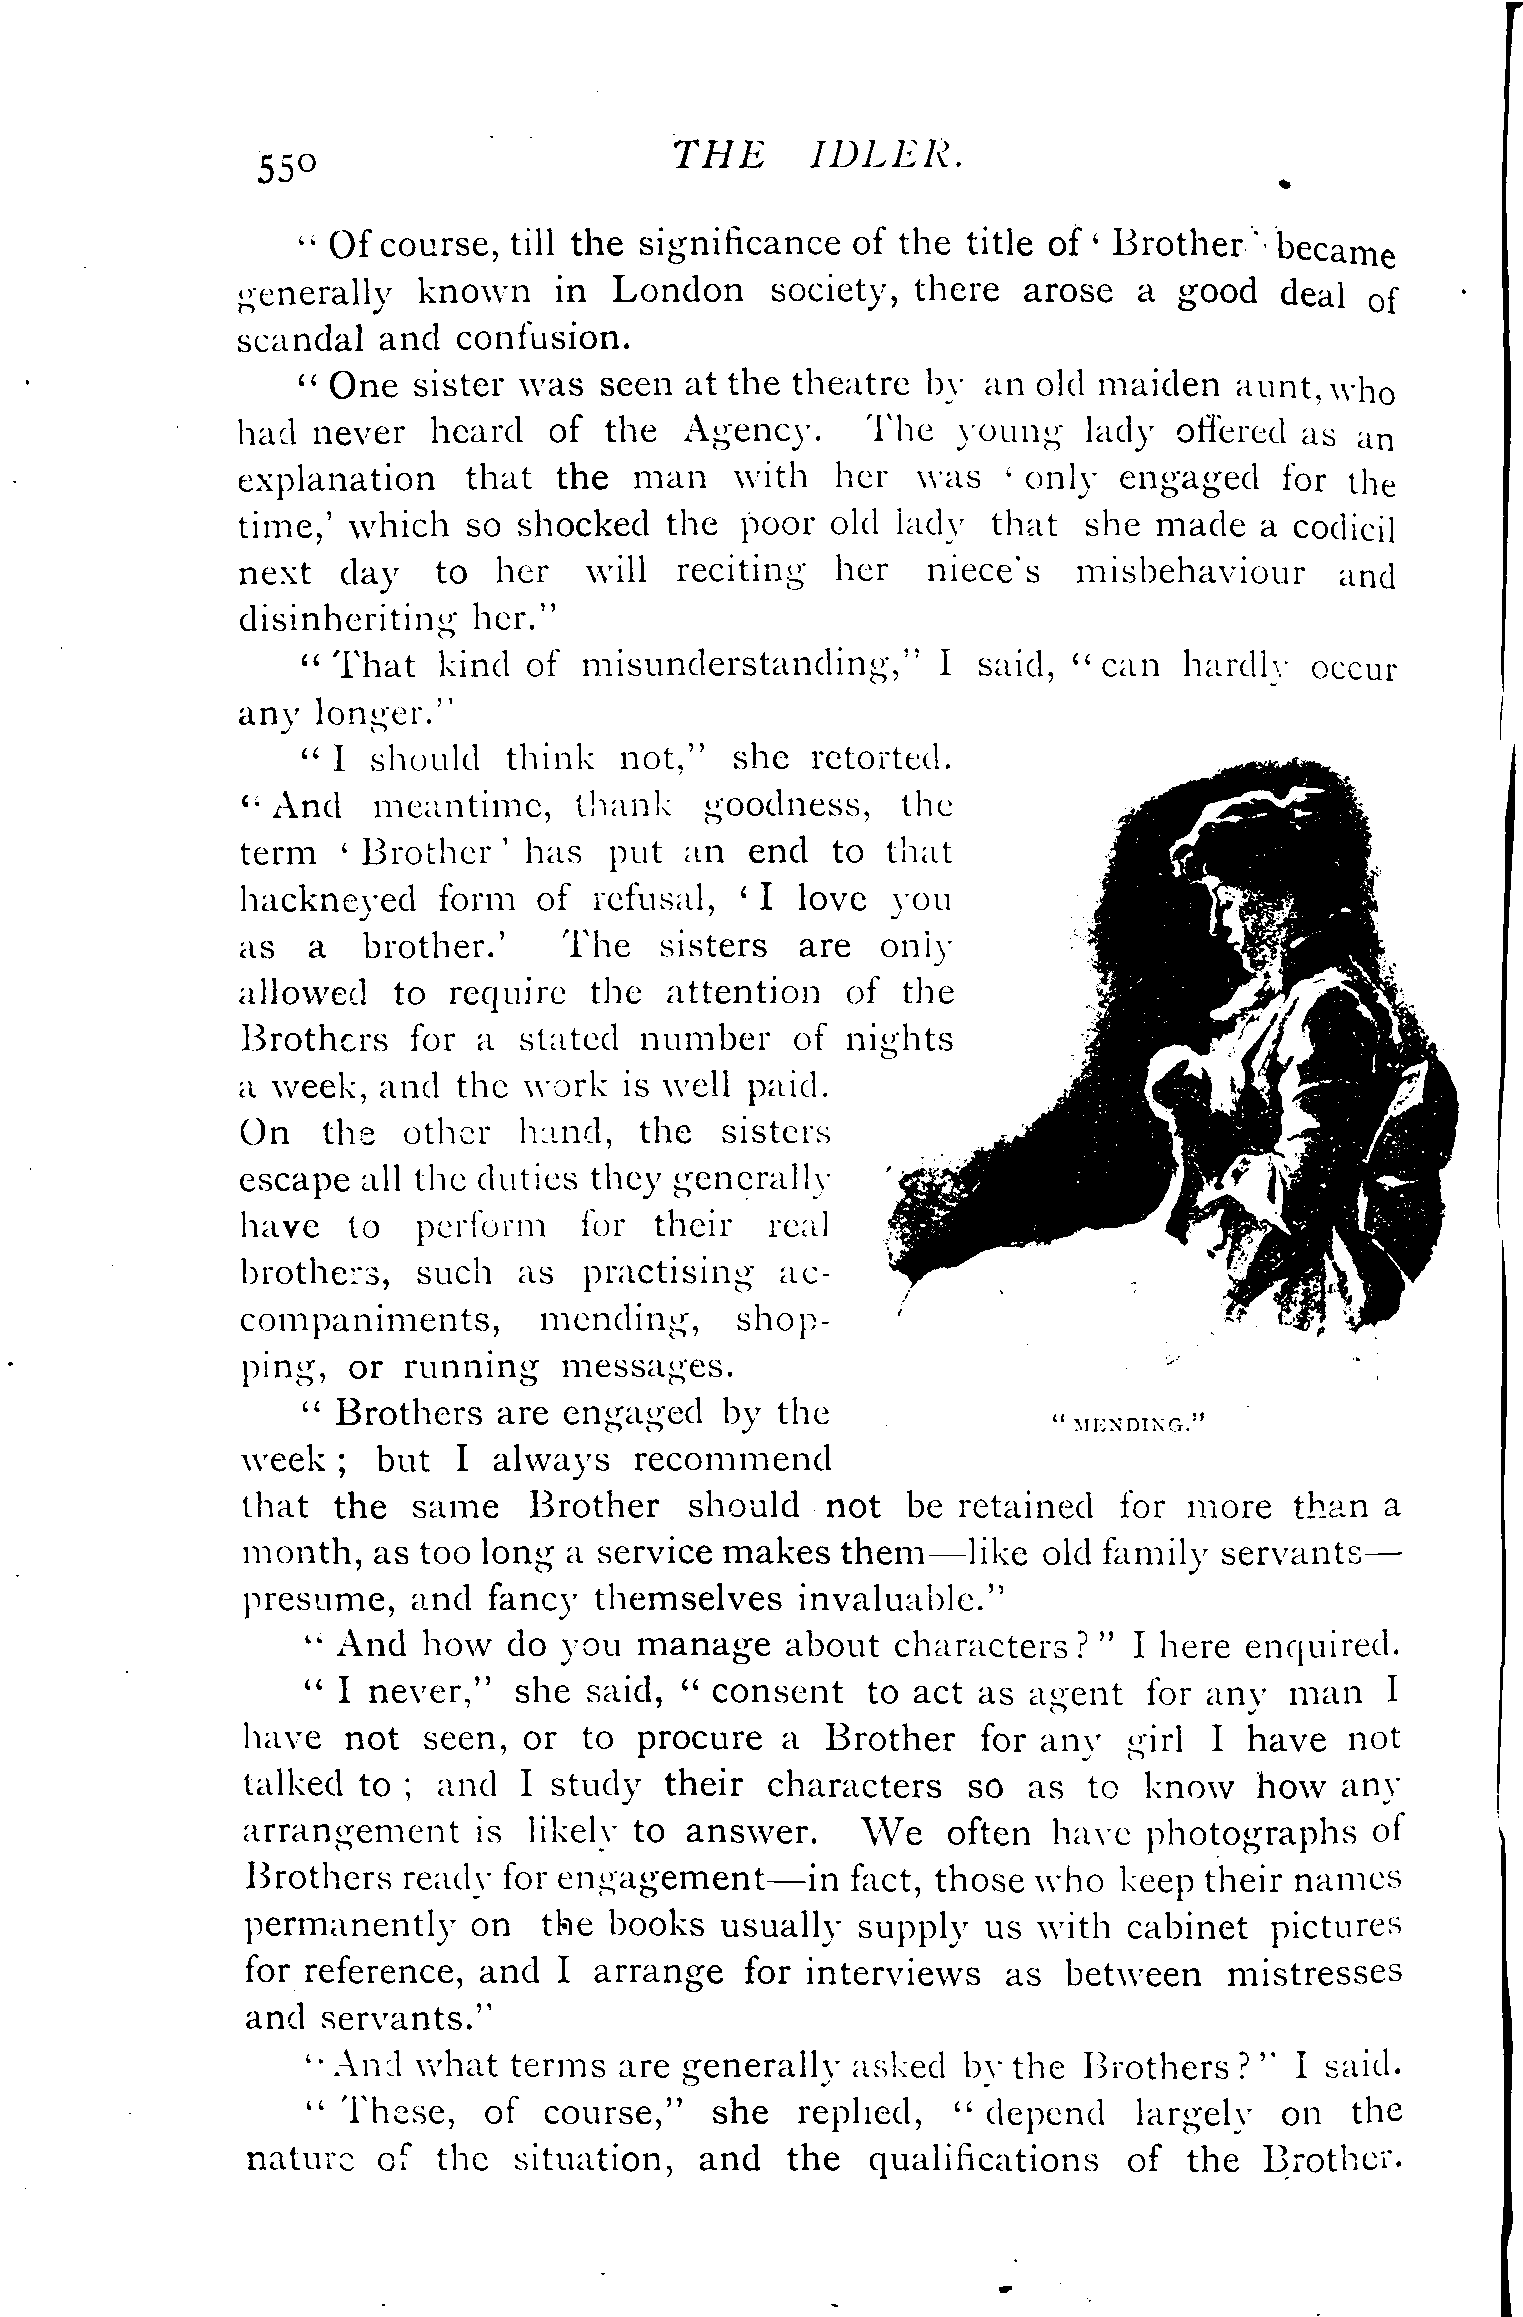 550
THE IDLER.
" Of course, till the significance of the title of ' Brother ' became
generally known in London society, there arose a good deal of
scandal and confusion.
" One sister was seen at the theatre by an old maiden aunt, who
had never heard of the Agency. The young lady offered as an
explanation that the man with her was ' only engaged for the
time,' which so shocked the poor old lady that she made a codicil
next day to her will reciting her niece's misbehaviour and
disinheriting her."
" That kind of misunderstanding," I said, " can hardly occur
any longer."
" I should think not," she retorted.
" And meantime, thank goodness, the
term ' Brother ' has put an end to that
hackneyed form of refusal, ' I love you
as a brother.' The sisters are only
allowed to require the attention of the
Brothers for a stated number of nights
a week, and the work is well paid.
On the other hand, the sisters
escape all the duties they generally
have to perform for their real
brothers, such as practising ac-
companiments, mending, shop-
ping, or running messages.
" Brothers are engaged by the
week ; but I always recommend
that the same Brother should not be retained for more than a
month, as too long a service makes them—like old family servants—
presume, and fancy themselves invaluable."
" And how do you manage about characters ? " I here enquired.
" I never," she said, " consent to act as agent for any man I
have not seen, or to procure a Brother for any girl I have not
talked to ; and I study their characters so as to know how any
arrangement is likely to answer. We often have photographs of
Brothers ready for engagement—in fact, those who keep their names
permanently on the books usually supply us with cabinet pictures
for reference, and I arrange for interviews as between mistresses
and servants."
" And what terms are generally asked by the Brothers ? " I said.
" These, of course," she replied, " depend largely on the
nature of the situation, and the qualifications of the Brother.
" MENDING."